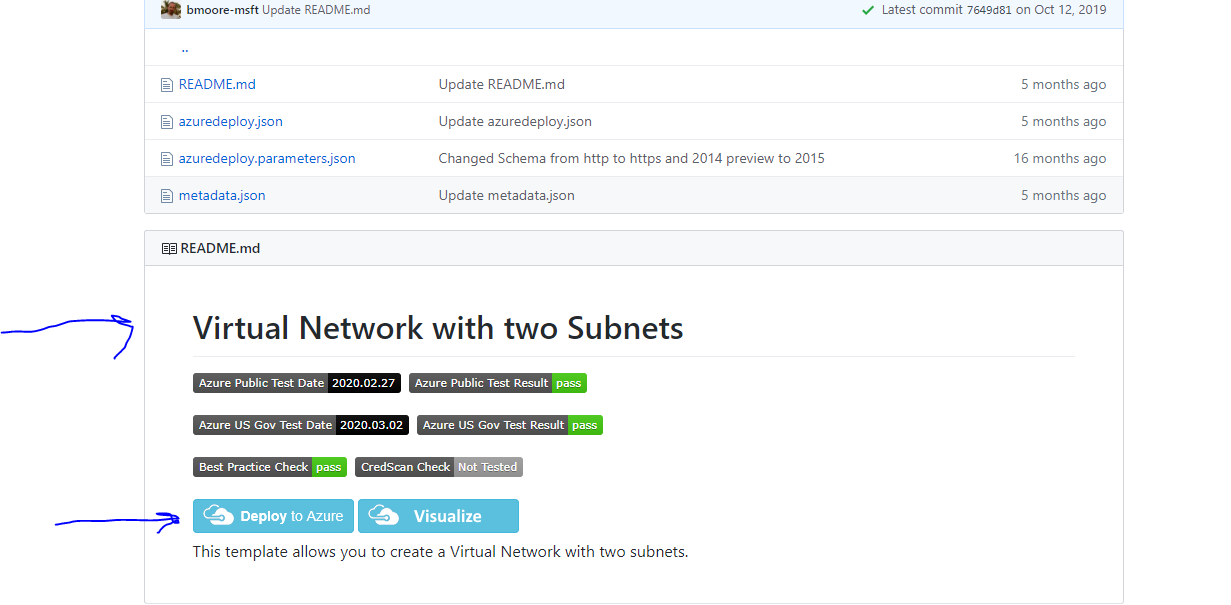 bmoore-msft Update README.md Latest commit 7649d81 on Oct 12, 2019
..
README.md Update README.md 5 months ago
azuredeploy.json Update azuredeploy.json 5 months ago
azuredeploy.parameters.json Changed Schema from http to https and 2014 preview to 2015 16 months ago
metadata.json Update metadata.json 5 months ago
README.md
Virtual Network with two Subnets
Azure Public Test Date 2020.02.27 Azure Public Test Result pass
Azure US Gov Test Date 2020.03.02 Azure US Gov Test Result pass
Best Practice Check pass CredScan Check Not Tested
Deploy to Azure Visualize
This template allows you to create a Virtual Network with two subnets.